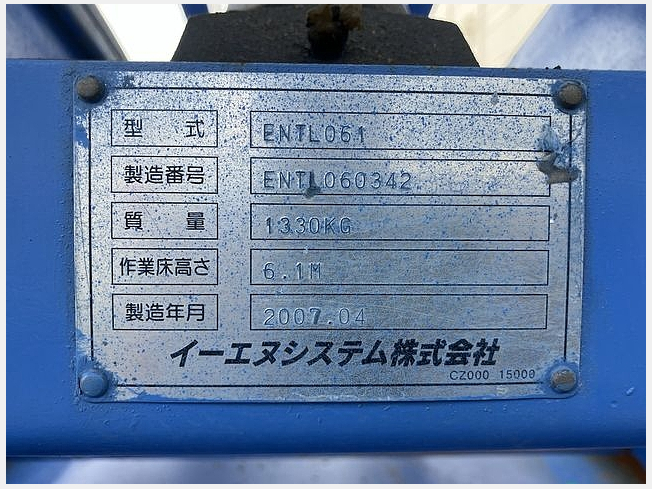 型 式 ENTL061
製造番号 ENTL060342
質 量 1330KG
作業床高さ 6.1M
製造年月 2007.04
イーエヌシステム株式会社
CZ000 15000